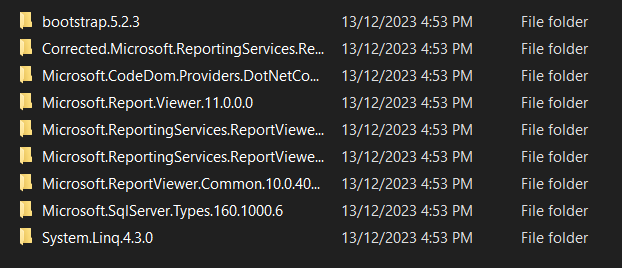 bootstrap.5.2.3 13/12/2023 4:53 PM File folder
Corrected.Microsoft.ReportingServices.Re... 13/12/2023 4:53 PM File folder
Microsoft.CodeDom.Providers.DotNetCo... 13/12/2023 4:53 PM File folder
Microsoft.Report.Viewer.11.0.0.0 13/12/2023 4:53 PM File folder
Microsoft.ReportingServices.ReportViewe... 13/12/2023 4:53 PM File folder
Microsoft.ReportingServices.ReportViewe... 13/12/2023 4:53 PM File folder
Microsoft.ReportViewer.Common.10.0.40... 13/12/2023 4:53 PM File folder
Microsoft.SqlServer.Types.160.1000.6 13/12/2023 4:53 PM File folder
System.Linq.4.3.0 13/12/2023 4:53 PM File folder